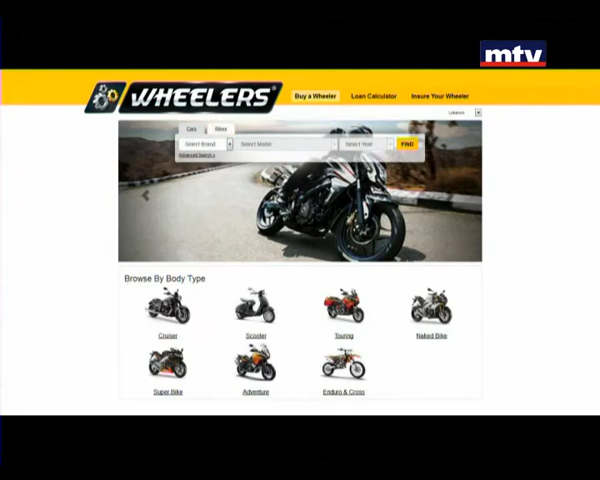 mtv
WHEELERS
Buy a Wheeler Loan Calculator Insure Your Wheeler
Lebanon
Cars Bikes
Select Brand Select Model Select Year FIND
Advanced Search »
Browse By Body Type
Cruiser Scooter Touring Naked Bike
Super Bike Adventure Enduro & Cross